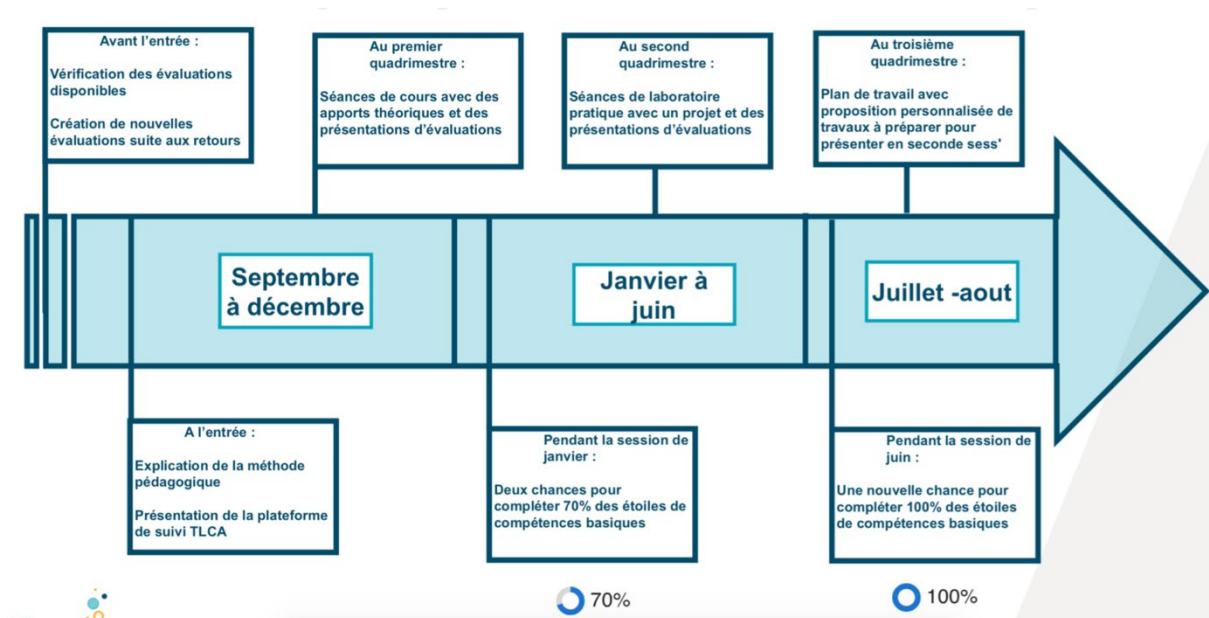 Avant l'entrée :
Vérification des évaluations
disponibles
Création de nouvelles
évaluations suite aux retours
Au premier
quadrimestre :
Séances de cours avec des
apports théoriques et des
présentations d'évaluations
Au second
quadrimestre :
Séances de laboratoire
pratique avec un projet et des
présentations d'évaluations
Au troisième
quadrimestre :
Plan de travail avec
proposition personnalisée de
travaux à préparer pour
présenter en seconde sess'
Septembre
à décembre
Janvier à
juin
Juillet -aout
A l'entrée :
Explication de la méthode
pédagogique
Présentation de la plateforme
de suivi TLCA
Pendant la session de
janvier :
Deux chances pour
compléter 70% des étoiles de
compétences basiques
Pendant la session de
juin :
Une nouvelle chance pour
compléter 100% des étoiles
de compétences basiques
70%
100%